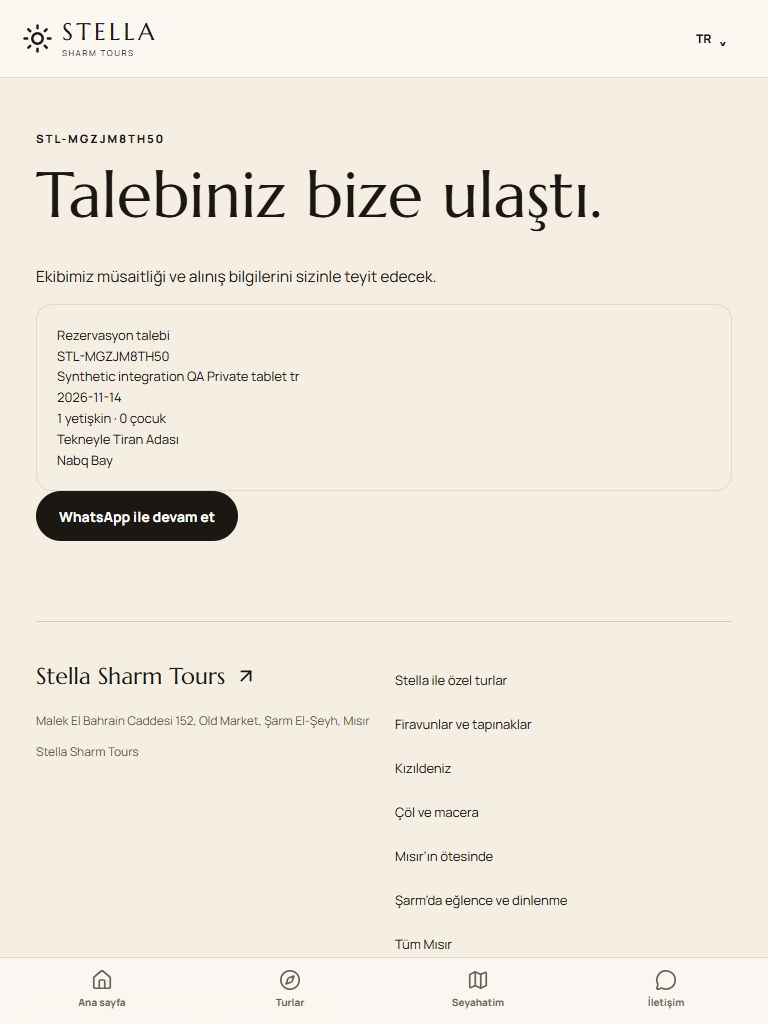 STELLA
SHARM TOURS
TR
STL-MGZJM8TH50
Talebiniz bize ulaştı.
Ekibimiz müsaitliği ve alınış bilgilerini sizinle teyit edecek.
Rezervasyon talebi
STL-MGZJM8TH50
Synthetic integration QA Private tablet tr
2026-11-14
1 yetişkin · 0 çocuk
Tekneyle Tiran Adası
Nabq Bay
WhatsApp ile devam et
Stella Sharm Tours
Malek El Bahrain Caddesi 152, Old Market, Şarm El-Şeyh, Mısır
Stella Sharm Tours
Stella ile özel turlar
Firavunlar ve tapınaklar
Kızıldeniz
Çöl ve macera
Mısır'ın ötesinde
Şarm'da eğlence ve dinlenme
Tüm Mısır
Ana sayfa
Turlar
Seyahatim
İletişim